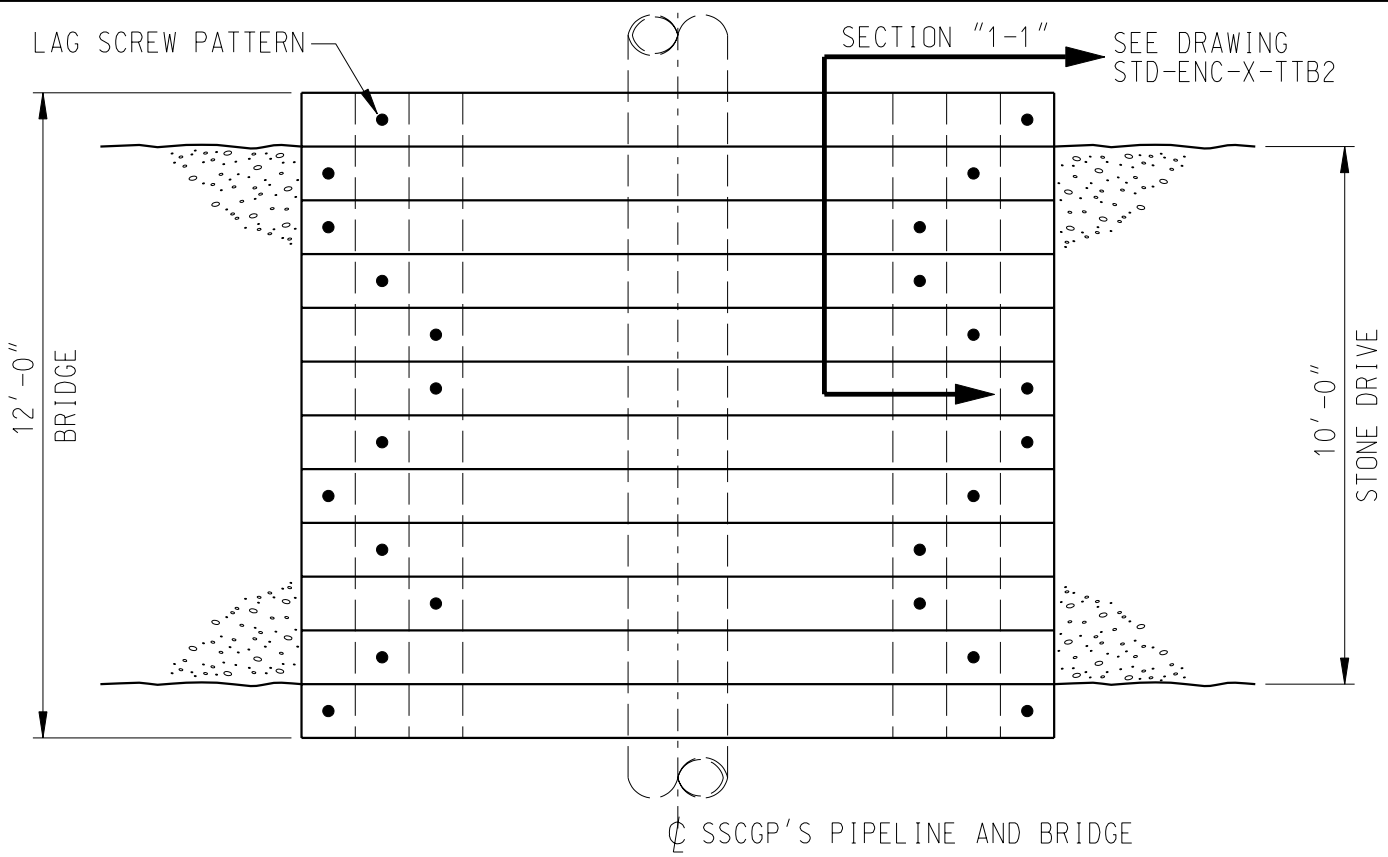 LAG SCREW PATTERN
SECTION "1-1"
SEE DRAWING
STD-ENC-X-TTB2
12'-0"
BRIDGE
10'-0"
STONE DRIVE
℄ SSCGP'S PIPELINE AND BRIDGE